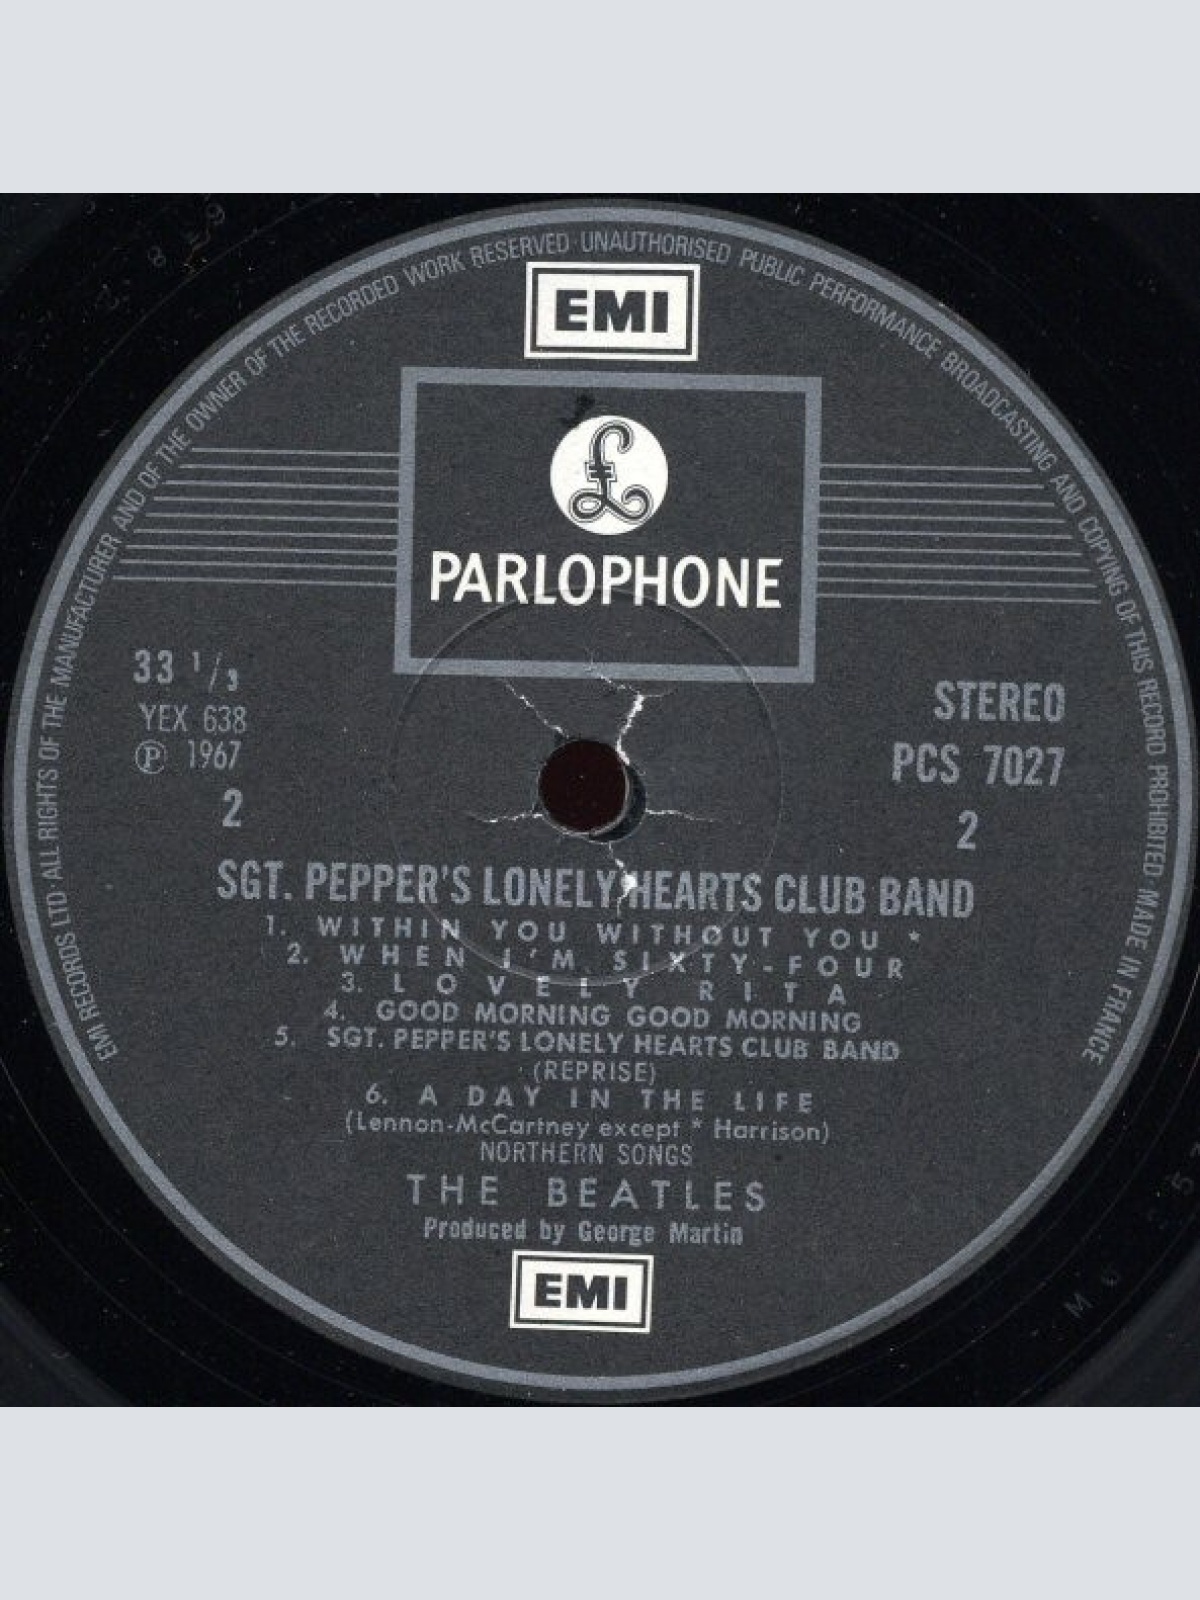 EMI RECORDS LTD · ALL RIGHTS OF THE MANUFACTURER AND OF THE OWNER OF THE RECORDED WORK RESERVED · UNAUTHORISED PUBLIC PERFORMANCE BROADCASTING AND COPYING OF THIS RECORD PROHIBITED MADE IN FRANCE
EMI
£
PARLOPHONE
33 1/3
YEX 638
Ⓟ 1967
2
STEREO
PCS 7027
2
SGT. PEPPER'S LONELY HEARTS CLUB BAND
1. WITHIN YOU WITHOUT YOU *
2. WHEN I'M SIXTY-FOUR
3. LOVELY RITA
4. GOOD MORNING GOOD MORNING
5. SGT. PEPPER'S LONELY HEARTS CLUB BAND
(REPRISE)
6. A DAY IN THE LIFE
(Lennon-McCartney except * Harrison)
NORTHERN SONGS
THE BEATLES
Produced by George Martin
EMI